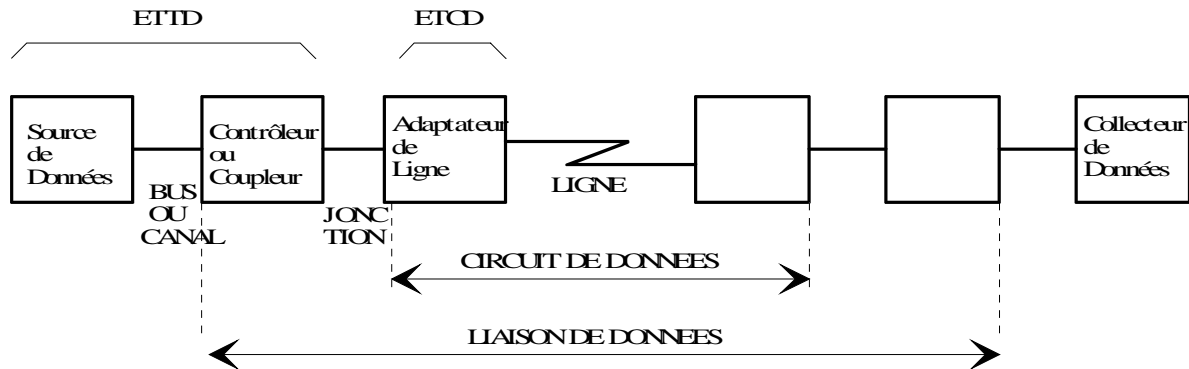 ETTD
ETCD
Source
de
Données
Contrôleur
ou
Coupleur
Adaptateur
de
Ligne
Collecteur
de
Données
BUS
OU
CANAL
JONC
TION
LIGNE
CIRCUIT DE DONNEES
LIAISON DE DONNEES